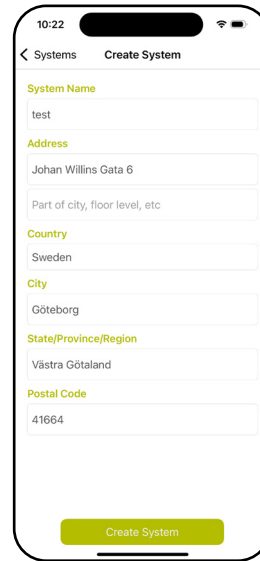 10:22
Systems Create System
System Name
test
Address
Johan Willins Gata 6
Part of city, floor level, etc
Country
Sweden
City
Göteborg
State/Province/Region
Västra Götaland
Postal Code
41664
Create System